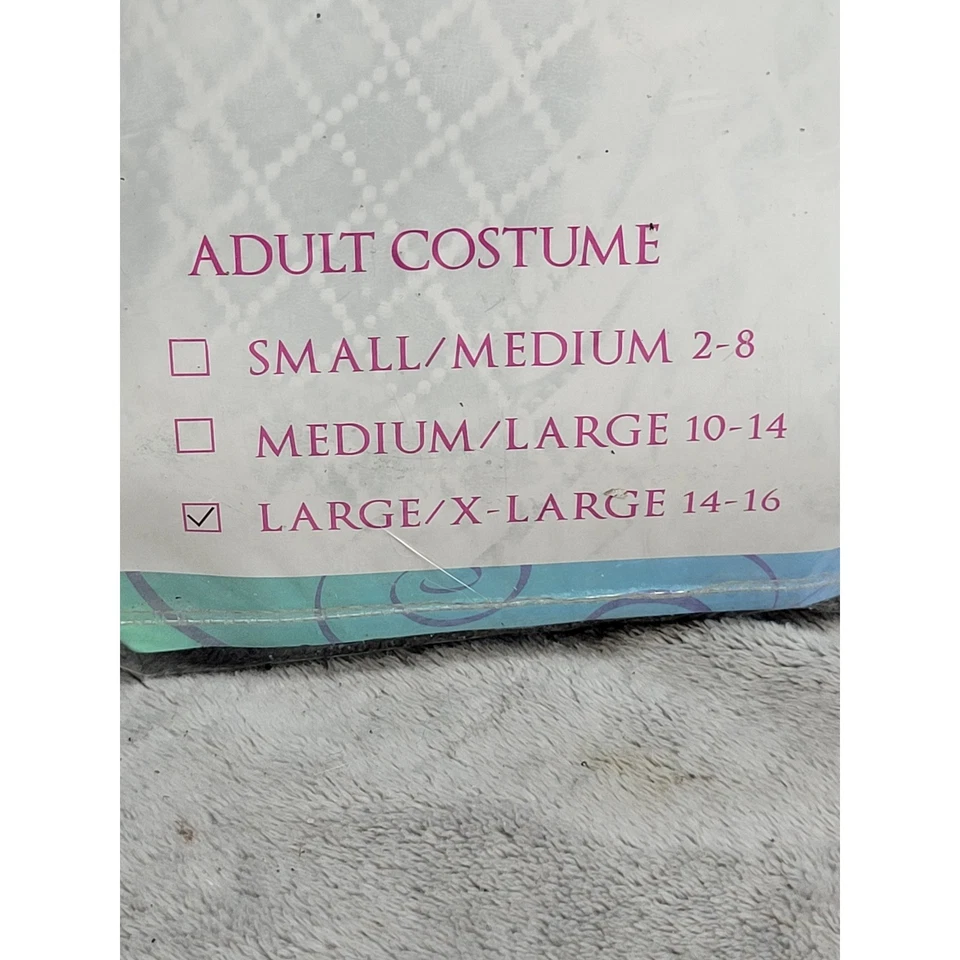 ADULT COSTUME
SMALL/MEDIUM 2-8
MEDIUM/LARGE 10-14
LARGE/X-LARGE 14-16